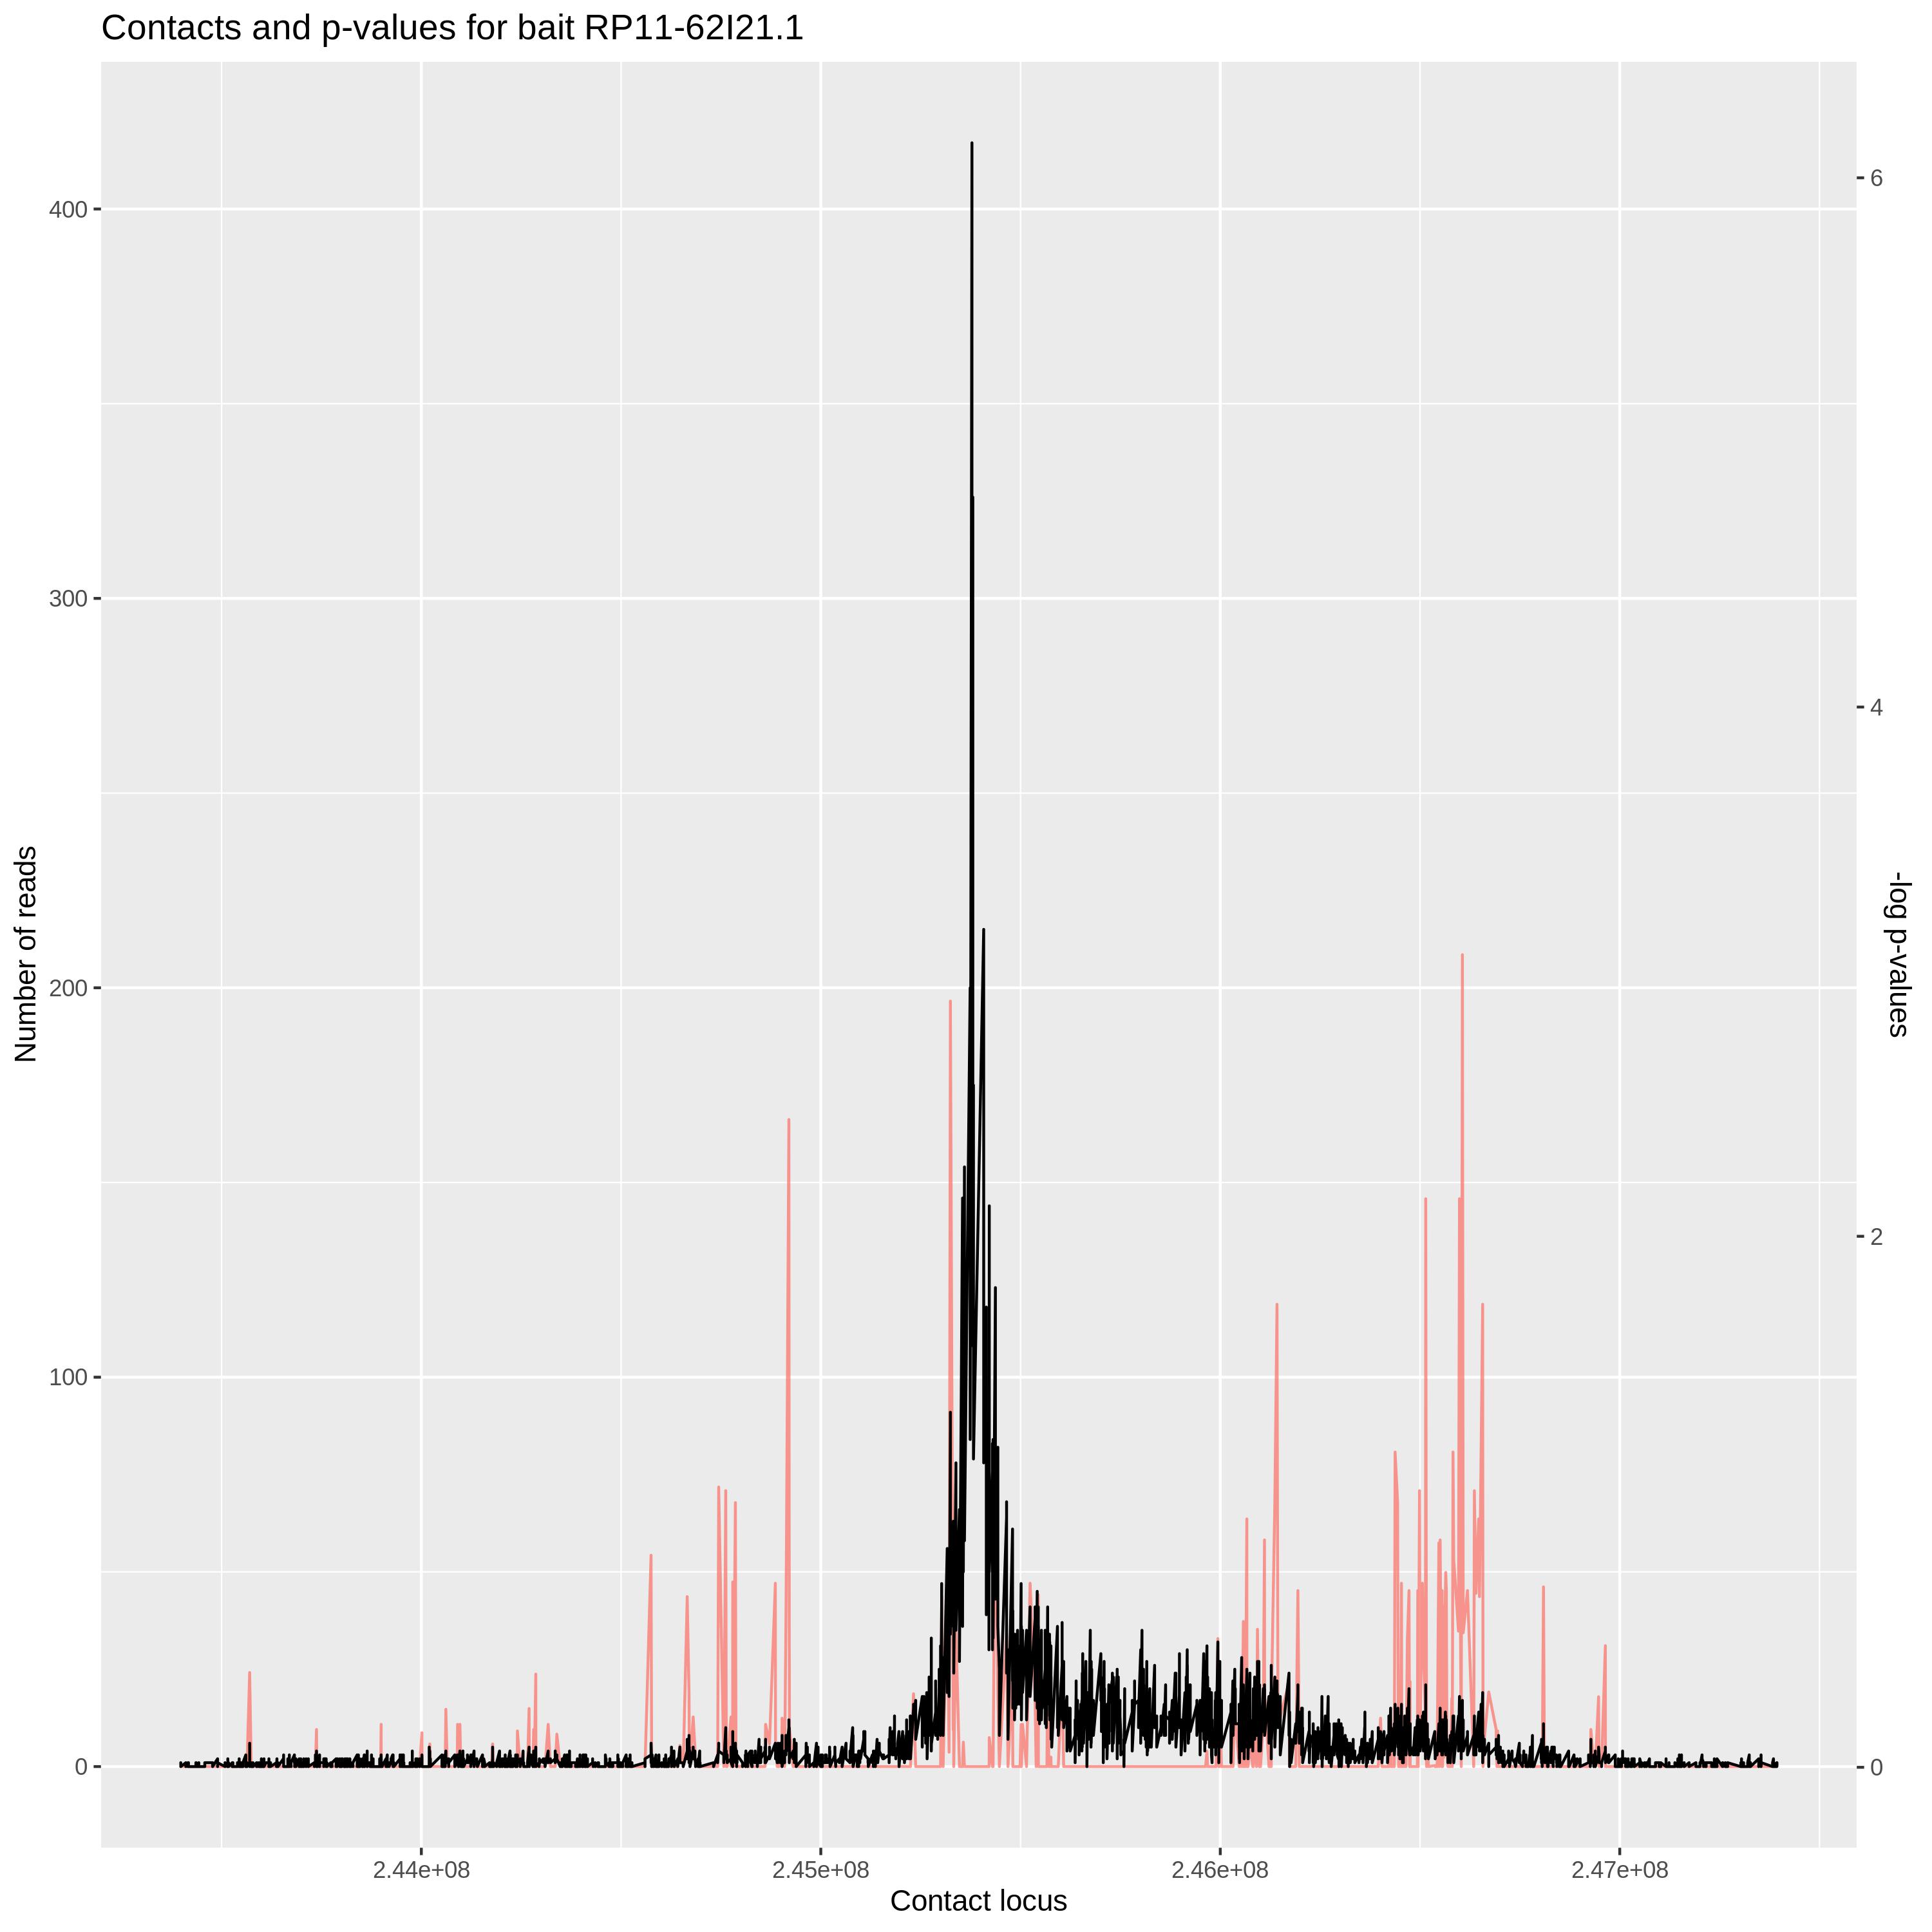 Contacts and p-values for bait RP11-62I21.1
Number of reads
400
300
200
100
0
6
4
2
0
-log p-values
2.44e+08 2.45e+08 2.46e+08 2.47e+08
Contact locus